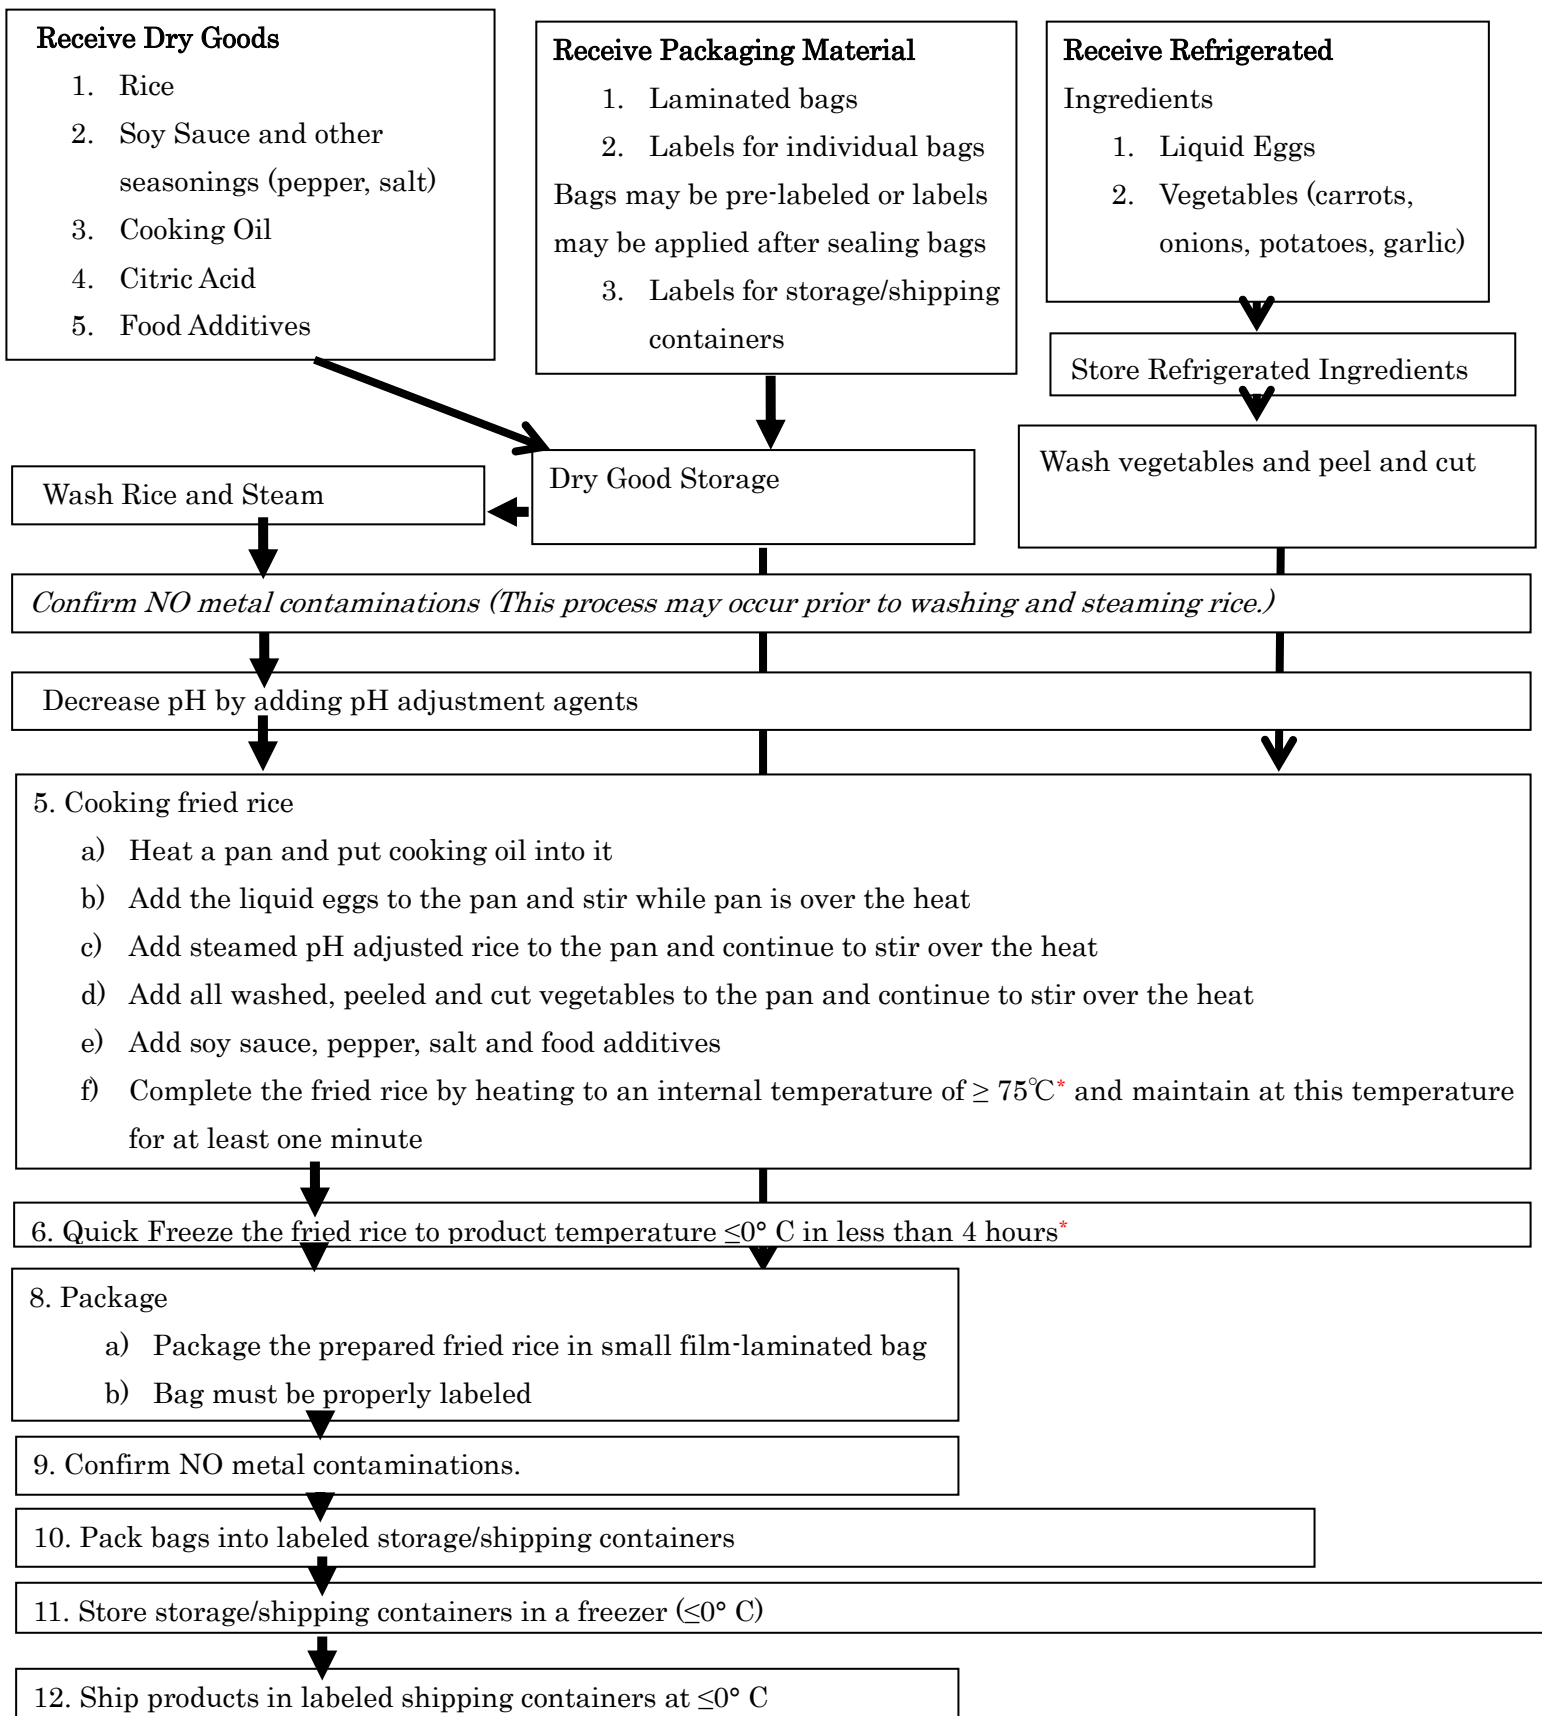 Receive Dry Goods
1. Rice
2. Soy Sauce and other
seasonings (pepper, salt)
3. Cooking Oil
4. Citric Acid
5. Food Additives
Receive Packaging Material
1. Laminated bags
2. Labels for individual bags
Bags may be pre-labeled or labels
may be applied after sealing bags
3. Labels for storage/shipping
containers
Receive Refrigerated
Ingredients
1. Liquid Eggs
2. Vegetables (carrots,
onions, potatoes, garlic)
Store Refrigerated Ingredients
Wash vegetables and peel and cut
Dry Good Storage
Wash Rice and Steam
Confirm NO metal contaminations (This process may occur prior to washing and steaming rice.)
Decrease pH by adding pH adjustment agents
5. Cooking fried rice
a) Heat a pan and put cooking oil into it
b) Add the liquid eggs to the pan and stir while pan is over the heat
c) Add steamed pH adjusted rice to the pan and continue to stir over the heat
d) Add all washed, peeled and cut vegetables to the pan and continue to stir over the heat
e) Add soy sauce, pepper, salt and food additives
f) Complete the fried rice by heating to an internal temperature of ≥ 75℃* and maintain at this temperature
for at least one minute
6. Quick Freeze the fried rice to product temperature ≤0° C in less than 4 hours*
8. Package
a) Package the prepared fried rice in small film-laminated bag
b) Bag must be properly labeled
9. Confirm NO metal contaminations.
10. Pack bags into labeled storage/shipping containers
11. Store storage/shipping containers in a freezer (≤0° C)
12. Ship products in labeled shipping containers at ≤0° C